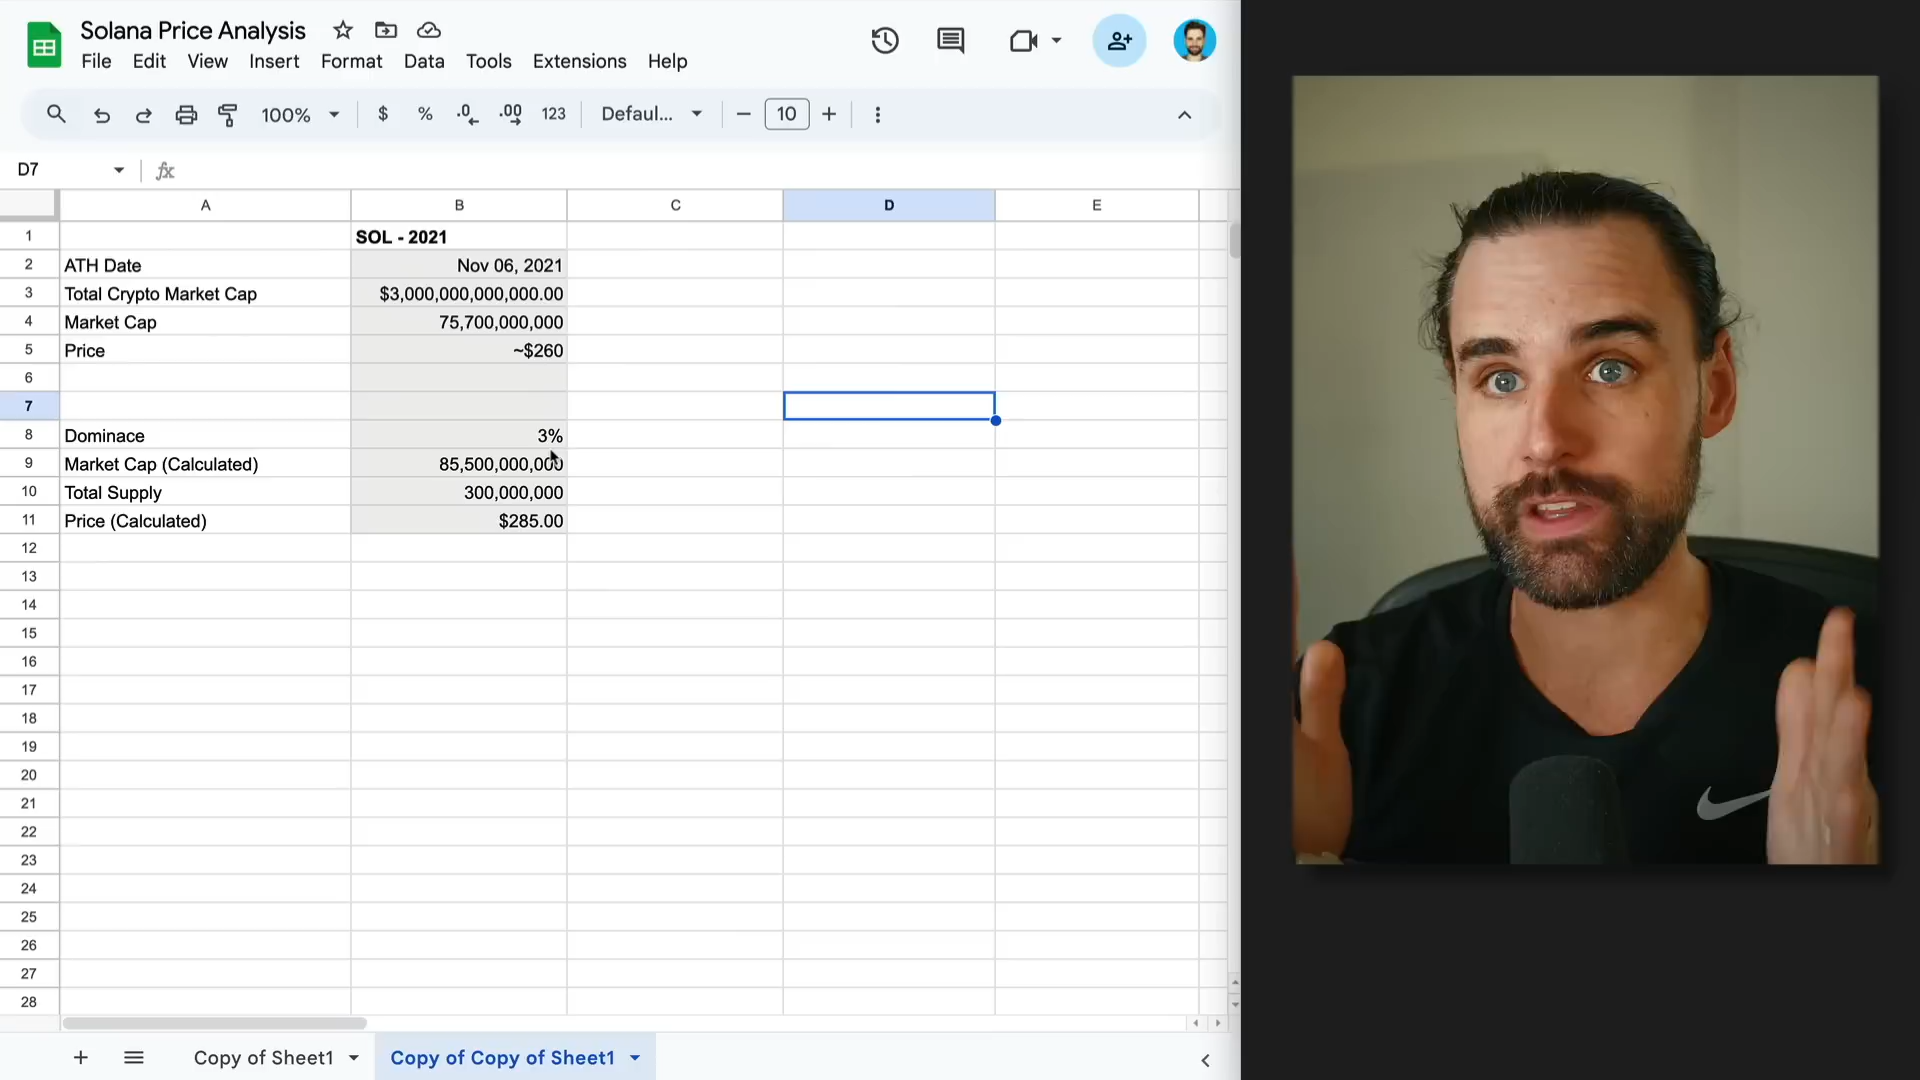 Solana Price Analysis
File Edit View Insert Format Data Tools Extensions Help
100% $ % .0 .00 123 Defaul... 10
D7 fx
A B C D E
1 SOL - 2021
2 ATH Date Nov 06, 2021
3 Total Crypto Market Cap $3,000,000,000,000.00
4 Market Cap 75,700,000,000
5 Price ~$260
6
7
8 Dominace 3%
9 Market Cap (Calculated) 85,500,000,000
10 Total Supply 300,000,000
11 Price (Calculated) $285.00
12
13
14
15
16
17
18
19
20
21
22
23
24
25
26
27
28
Copy of Sheet1 Copy of Copy of Sheet1